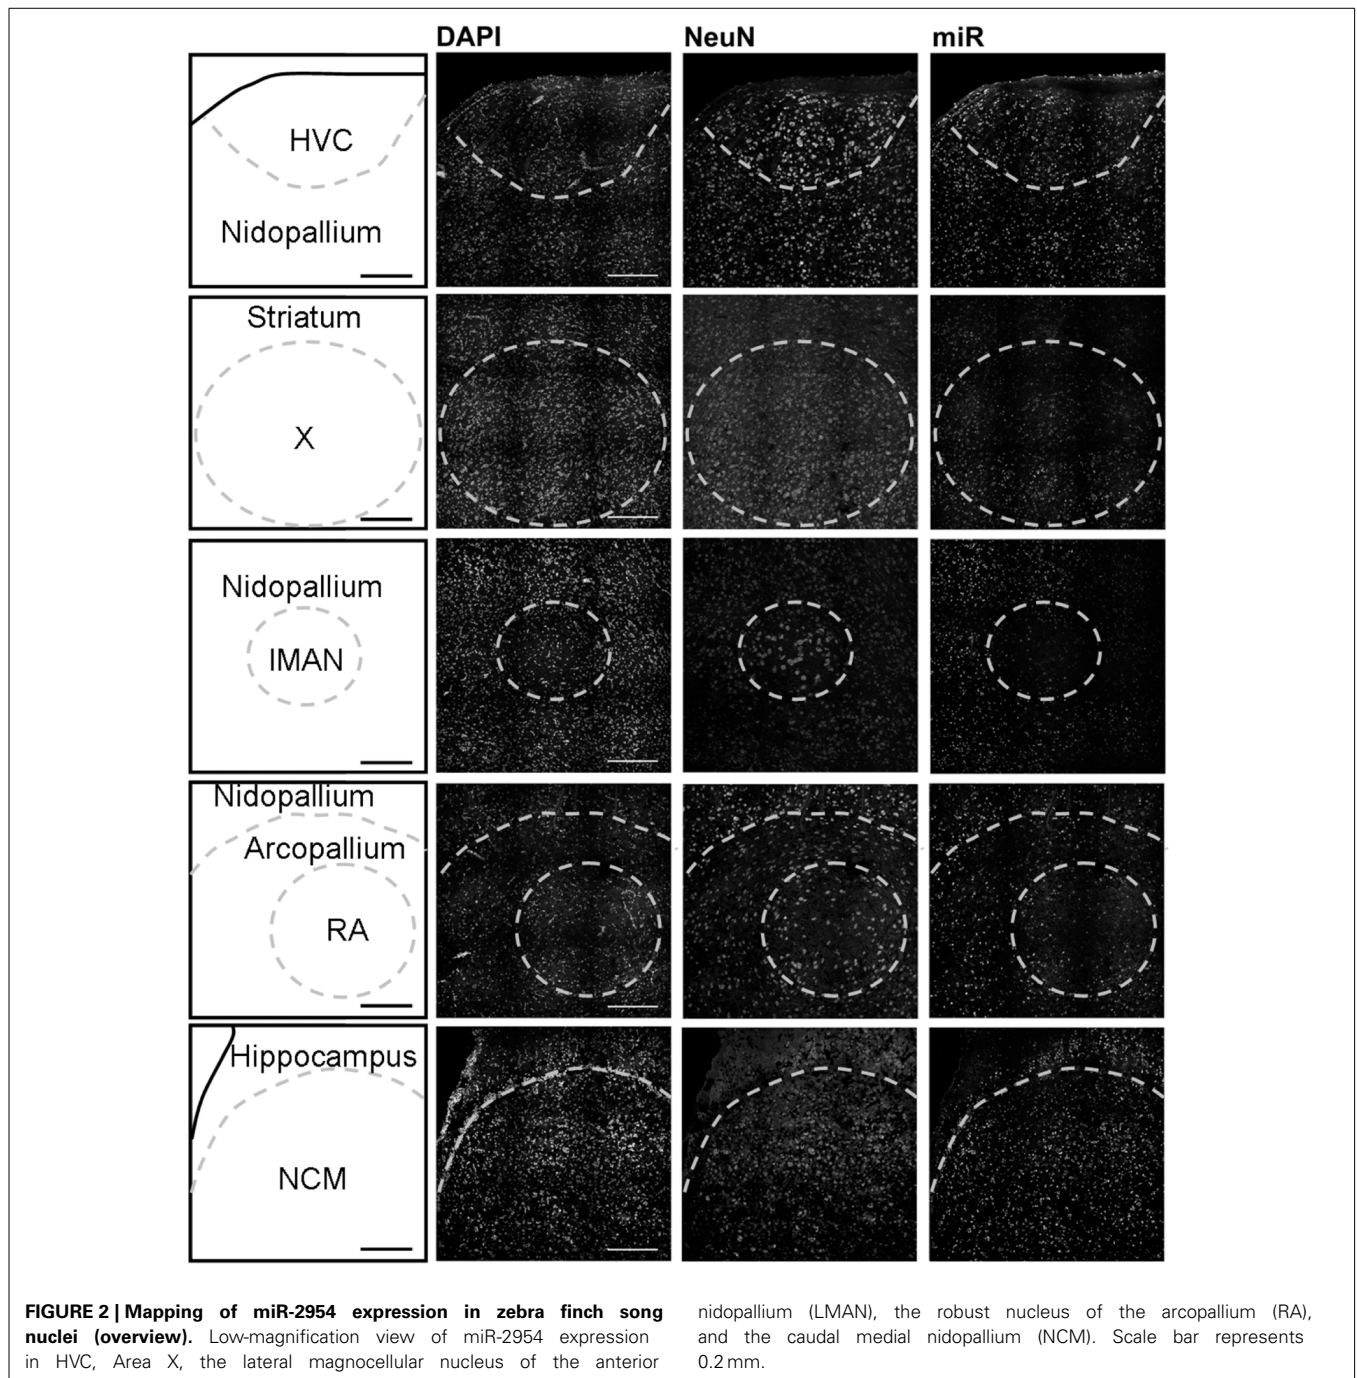 DAPI NeuN miR
HVC
Nidopallium
Striatum
X
Nidopallium
lMAN
Nidopallium
Arcopallium
RA
Hippocampus
NCM
FIGURE 2 | Mapping of miR-2954 expression in zebra finch song
nuclei (overview). Low-magnification view of miR-2954 expression
in HVC, Area X, the lateral magnocellular nucleus of the anterior
nidopallium (LMAN), the robust nucleus of the arcopallium (RA),
and the caudal medial nidopallium (NCM). Scale bar represents
0.2 mm.